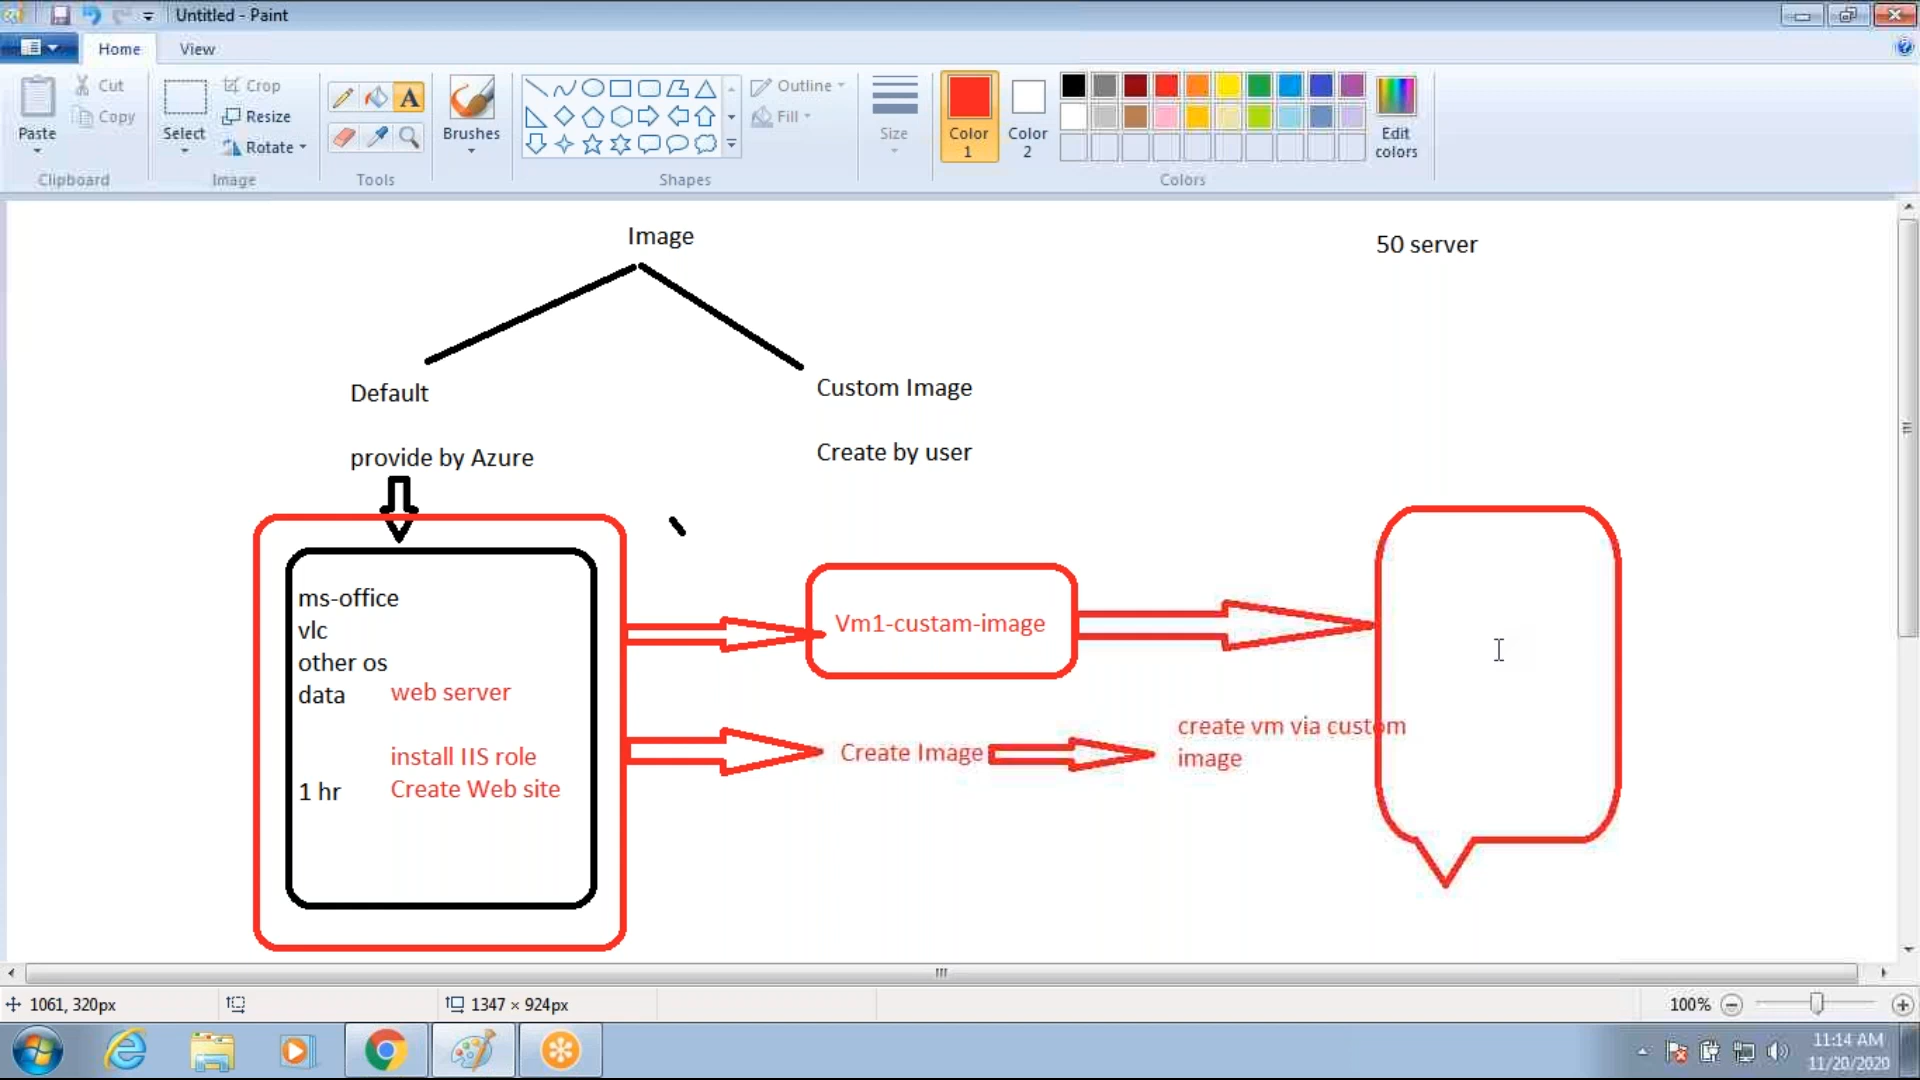 Untitled - Paint
Home
View
Paste
Cut
Copy
Clipboard
Select
Crop
Resize
Rotate
Image
A
Tools
Brushes
Shapes
Outline
Fill
Size
Color
1
Color
2
Edit
colors
Colors
Image
50 server
Default
Custom Image
provide by Azure
Create by user
ms-office
vlc
other os
data
web server
install IIS role
1 hr
Create Web site
Vm1-custam-image
Create Image
create vm via custom
image
1061, 320px
1347 × 924px
100%
11:14 AM
11/20/2020